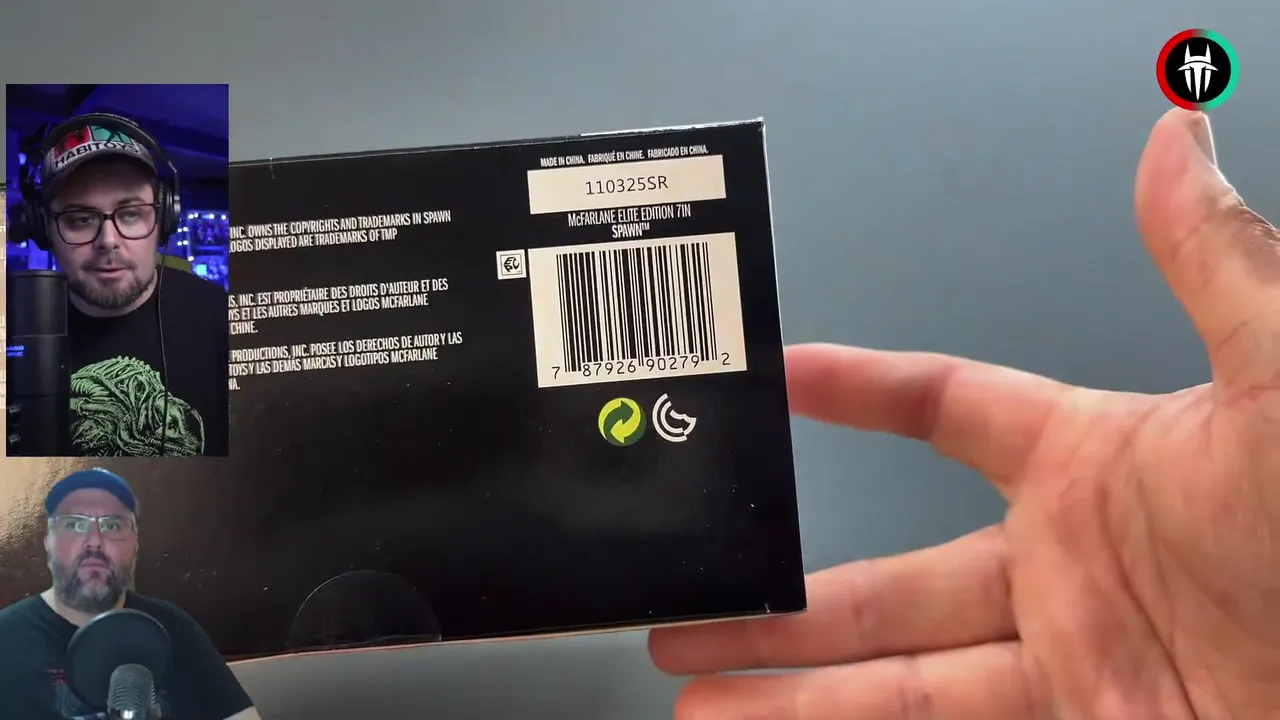 MADE IN CHINA. FABRIQUÉ EN CHINE. FABRICADO EN CHINA.
110325SR
McFARLANE ELITE EDITION 7IN
SPAWN™
7 87926 90279 2
INC. OWNS THE COPYRIGHTS AND TRADEMARKS IN SPAWN
LOGOS DISPLAYED ARE TRADEMARKS OF TMP
INC. EST PROPRIÉTAIRE DES DROITS D'AUTEUR ET DES
ET LES AUTRES MARQUES ET LOGOS MCFARLANE
CHINE.
PRODUCTIONS, INC. POSEE LOS DERECHOS DE AUTOR Y LAS
TOYS Y LAS DEMAS MARCAS Y LOGOTIPOS MCFARLANE